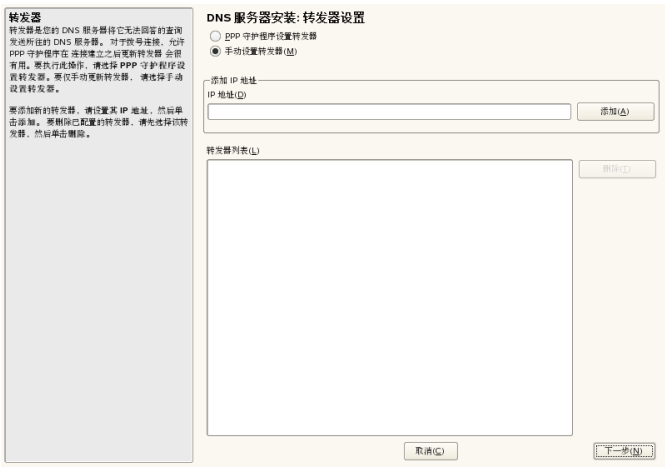 转发器
转发器是您的 DNS 服务器将它无法回答的查询
发送所往的 DNS 服务器。 对于拨号连接，允许
PPP 守护程序在 连接建立之后更新转发器 会很
有用。要执行此操作，请选择 PPP 守护程序设
置转发器。要仅手动更新转发器， 请选择手动
设置转发器。
要添加新的转发器，请设置其 IP 地址，然后单
击添加。 要删除已配置的转发器，请先选择该转
发器，然后单击删除。
DNS 服务器安装: 转发器设置
PPP 守护程序设置转发器
手动设置转发器(M)
添加 IP 地址
IP 地址(D)
添加(A)
转发器列表(L)
删除(T)
取消(C)
下一步(N)